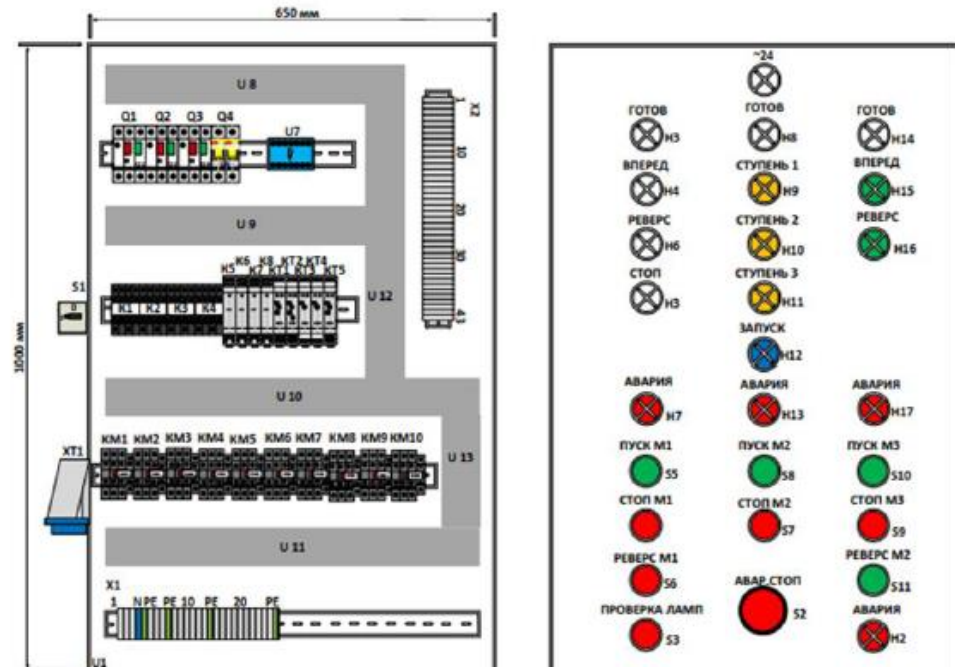 650 мм
1000 мм
U 8
Q1 Q2 Q3 Q4
U7
X2
1
10
20
30
41
U 9
K5 K6 K7 K8 KT1 KT2 KT3 KT4 KT5
K1 K2 K3 K4
U 12
S1
0
U 10
KM1 KM2 KM3 KM4 KM5 KM6 KM7 KM8 KM9 KM10
U 13
XT1
U 11
X1
1 N PE PE 10 PE 20 PE
U1
~24
ГОТОВ ГОТОВ ГОТОВ
H3 H8 H14
ВПЕРЕД СТУПЕНЬ 1 ВПЕРЕД
H4 H9 H15
РЕВЕРС СТУПЕНЬ 2 РЕВЕРС
H6 H10 H16
СТОП СТУПЕНЬ 3
H3 H11
ЗАПУСК
H12
АВАРИЯ АВАРИЯ АВАРИЯ
H7 H13 H17
ПУСК М1 ПУСК М2 ПУСК М3
S5 S8 S10
СТОП М1 СТОП М2 СТОП М3
S7 S9
РЕВЕРС М1 АВАР.СТОП РЕВЕРС М2
S6 S2 S11
ПРОВЕРКА ЛАМП АВАРИЯ
S3 H2